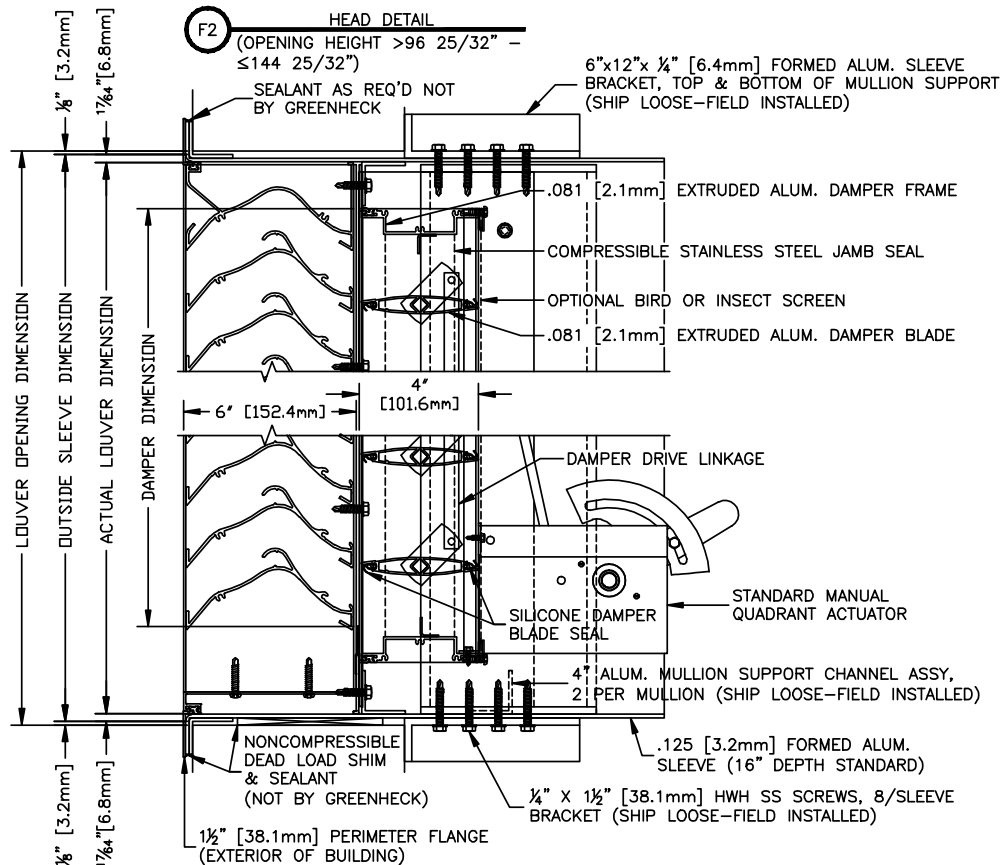 F2
HEAD DETAIL
(OPENING HEIGHT >96 25/32" –
≤144 25/32")
⅛" [3.2mm]
17⁄64"[6.8mm]
SEALANT AS REQ'D NOT
BY GREENHECK
6"x12"x ¼" [6.4mm] FORMED ALUM. SLEEVE
BRACKET, TOP & BOTTOM OF MULLION SUPPORT
(SHIP LOOSE–FIELD INSTALLED)
.081 [2.1mm] EXTRUDED ALUM. DAMPER FRAME
COMPRESSIBLE STAINLESS STEEL JAMB SEAL
OPTIONAL BIRD OR INSECT SCREEN
.081 [2.1mm] EXTRUDED ALUM. DAMPER BLADE
LOUVER OPENING DIMENSION
OUTSIDE SLEEVE DIMENSION
ACTUAL LOUVER DIMENSION
DAMPER DIMENSION
6" [152.4mm]
4"
[101.6mm]
DAMPER DRIVE LINKAGE
STANDARD MANUAL
QUADRANT ACTUATOR
SILICONE DAMPER
BLADE SEAL
4" ALUM. MULLION SUPPORT CHANNEL ASSY,
2 PER MULLION (SHIP LOOSE–FIELD INSTALLED)
.125 [3.2mm] FORMED ALUM.
SLEEVE (16" DEPTH STANDARD)
NONCOMPRESSIBLE
DEAD LOAD SHIM
& SEALANT
(NOT BY GREENHECK)
¼" X 1½" [38.1mm] HWH SS SCREWS, 8/SLEEVE
BRACKET (SHIP LOOSE–FIELD INSTALLED)
1½" [38.1mm] PERIMETER FLANGE
(EXTERIOR OF BUILDING)
⅛" [3.2mm]
17⁄64"[6.8mm]